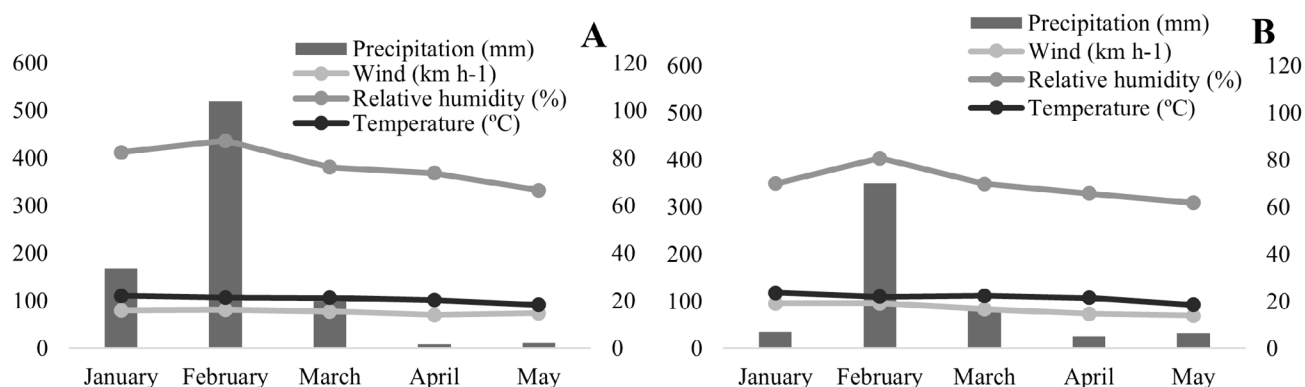 A
Precipitation (mm)
Wind (km h-1)
Relative humidity (%)
Temperature (ºC)
600
500
400
300
200
100
0
120
100
80
60
40
20
0
January February March April May
B
Precipitation (mm)
Wind (km h-1)
Relative humidity (%)
Temperature (ºC)
600
500
400
300
200
100
0
120
100
80
60
40
20
0
January February March April May